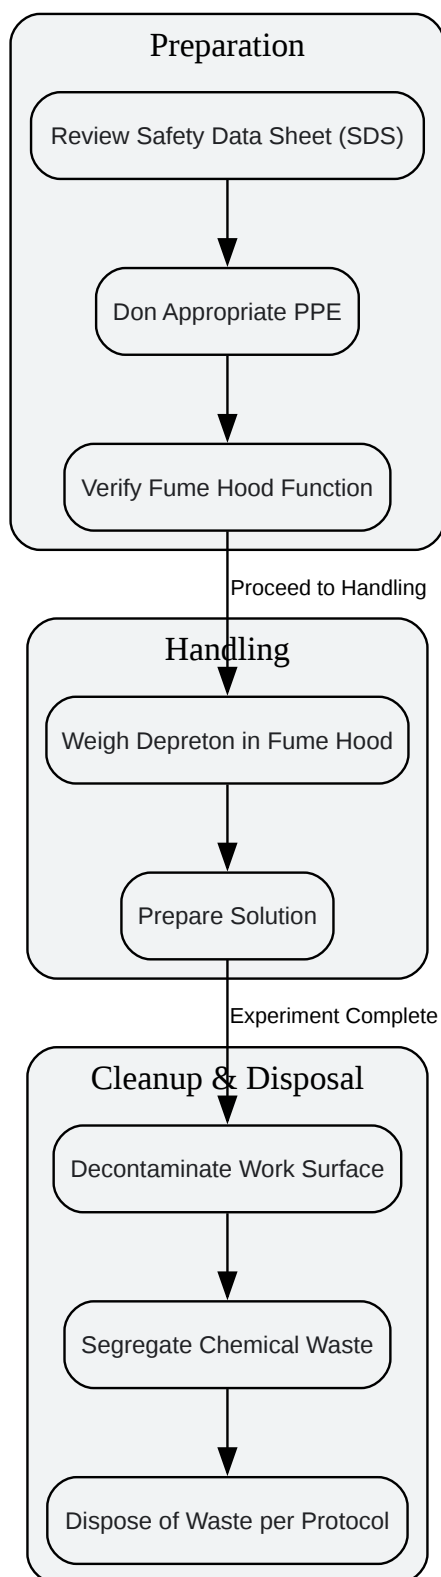 Preparation
Review Safety Data Sheet (SDS)
Don Appropriate PPE
Verify Fume Hood Function
Proceed to Handling
Handling
Weigh Depreton in Fume Hood
Prepare Solution
Experiment Complete
Cleanup & Disposal
Decontaminate Work Surface
Segregate Chemical Waste
Dispose of Waste per Protocol